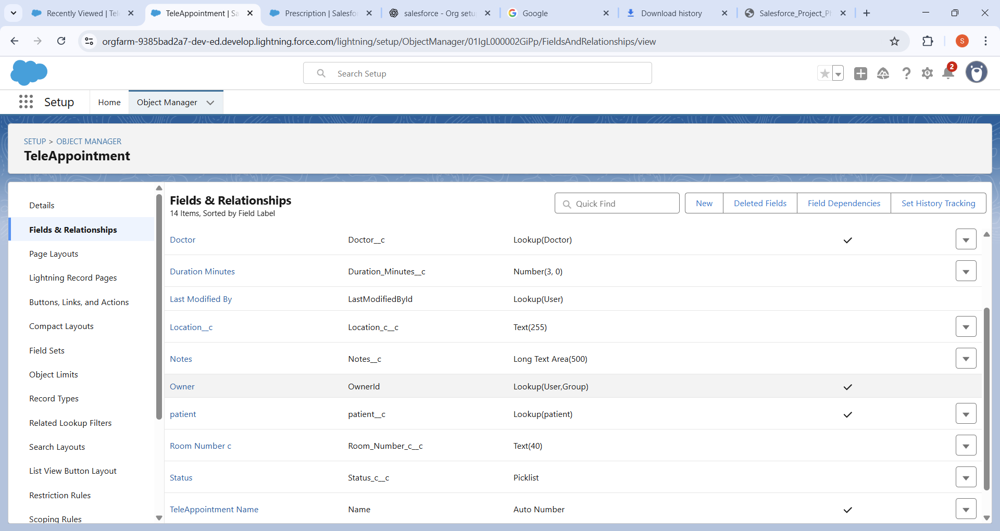 Recently Viewed | Tele
TeleAppointment | Sa
Prescription | Salesfo
salesforce - Org setu
Google
Download history
Salesforce_Project_Ph
orgfarm-9385bad2a7-dev-ed.develop.lightning.force.com/lightning/setup/ObjectManager/01IgL000002GiPp/FieldsAndRelationships/view
S
Search Setup
2
Setup
Home
Object Manager
SETUP > OBJECT MANAGER
TeleAppointment
Details
Fields & Relationships
Page Layouts
Lightning Record Pages
Buttons, Links, and Actions
Compact Layouts
Field Sets
Object Limits
Record Types
Related Lookup Filters
Search Layouts
List View Button Layout
Restriction Rules
Scoping Rules
Fields & Relationships
14 Items, Sorted by Field Label
Quick Find
New
Deleted Fields
Field Dependencies
Set History Tracking
Doctor Doctor__c Lookup(Doctor)
Duration Minutes Duration_Minutes__c Number(3, 0)
Last Modified By LastModifiedById Lookup(User)
Location__c Location_c__c Text(255)
Notes Notes__c Long Text Area(500)
Owner OwnerId Lookup(User,Group)
patient patient__c Lookup(patient)
Room Number c Room_Number_c__c Text(40)
Status Status_c__c Picklist
TeleAppointment Name Name Auto Number